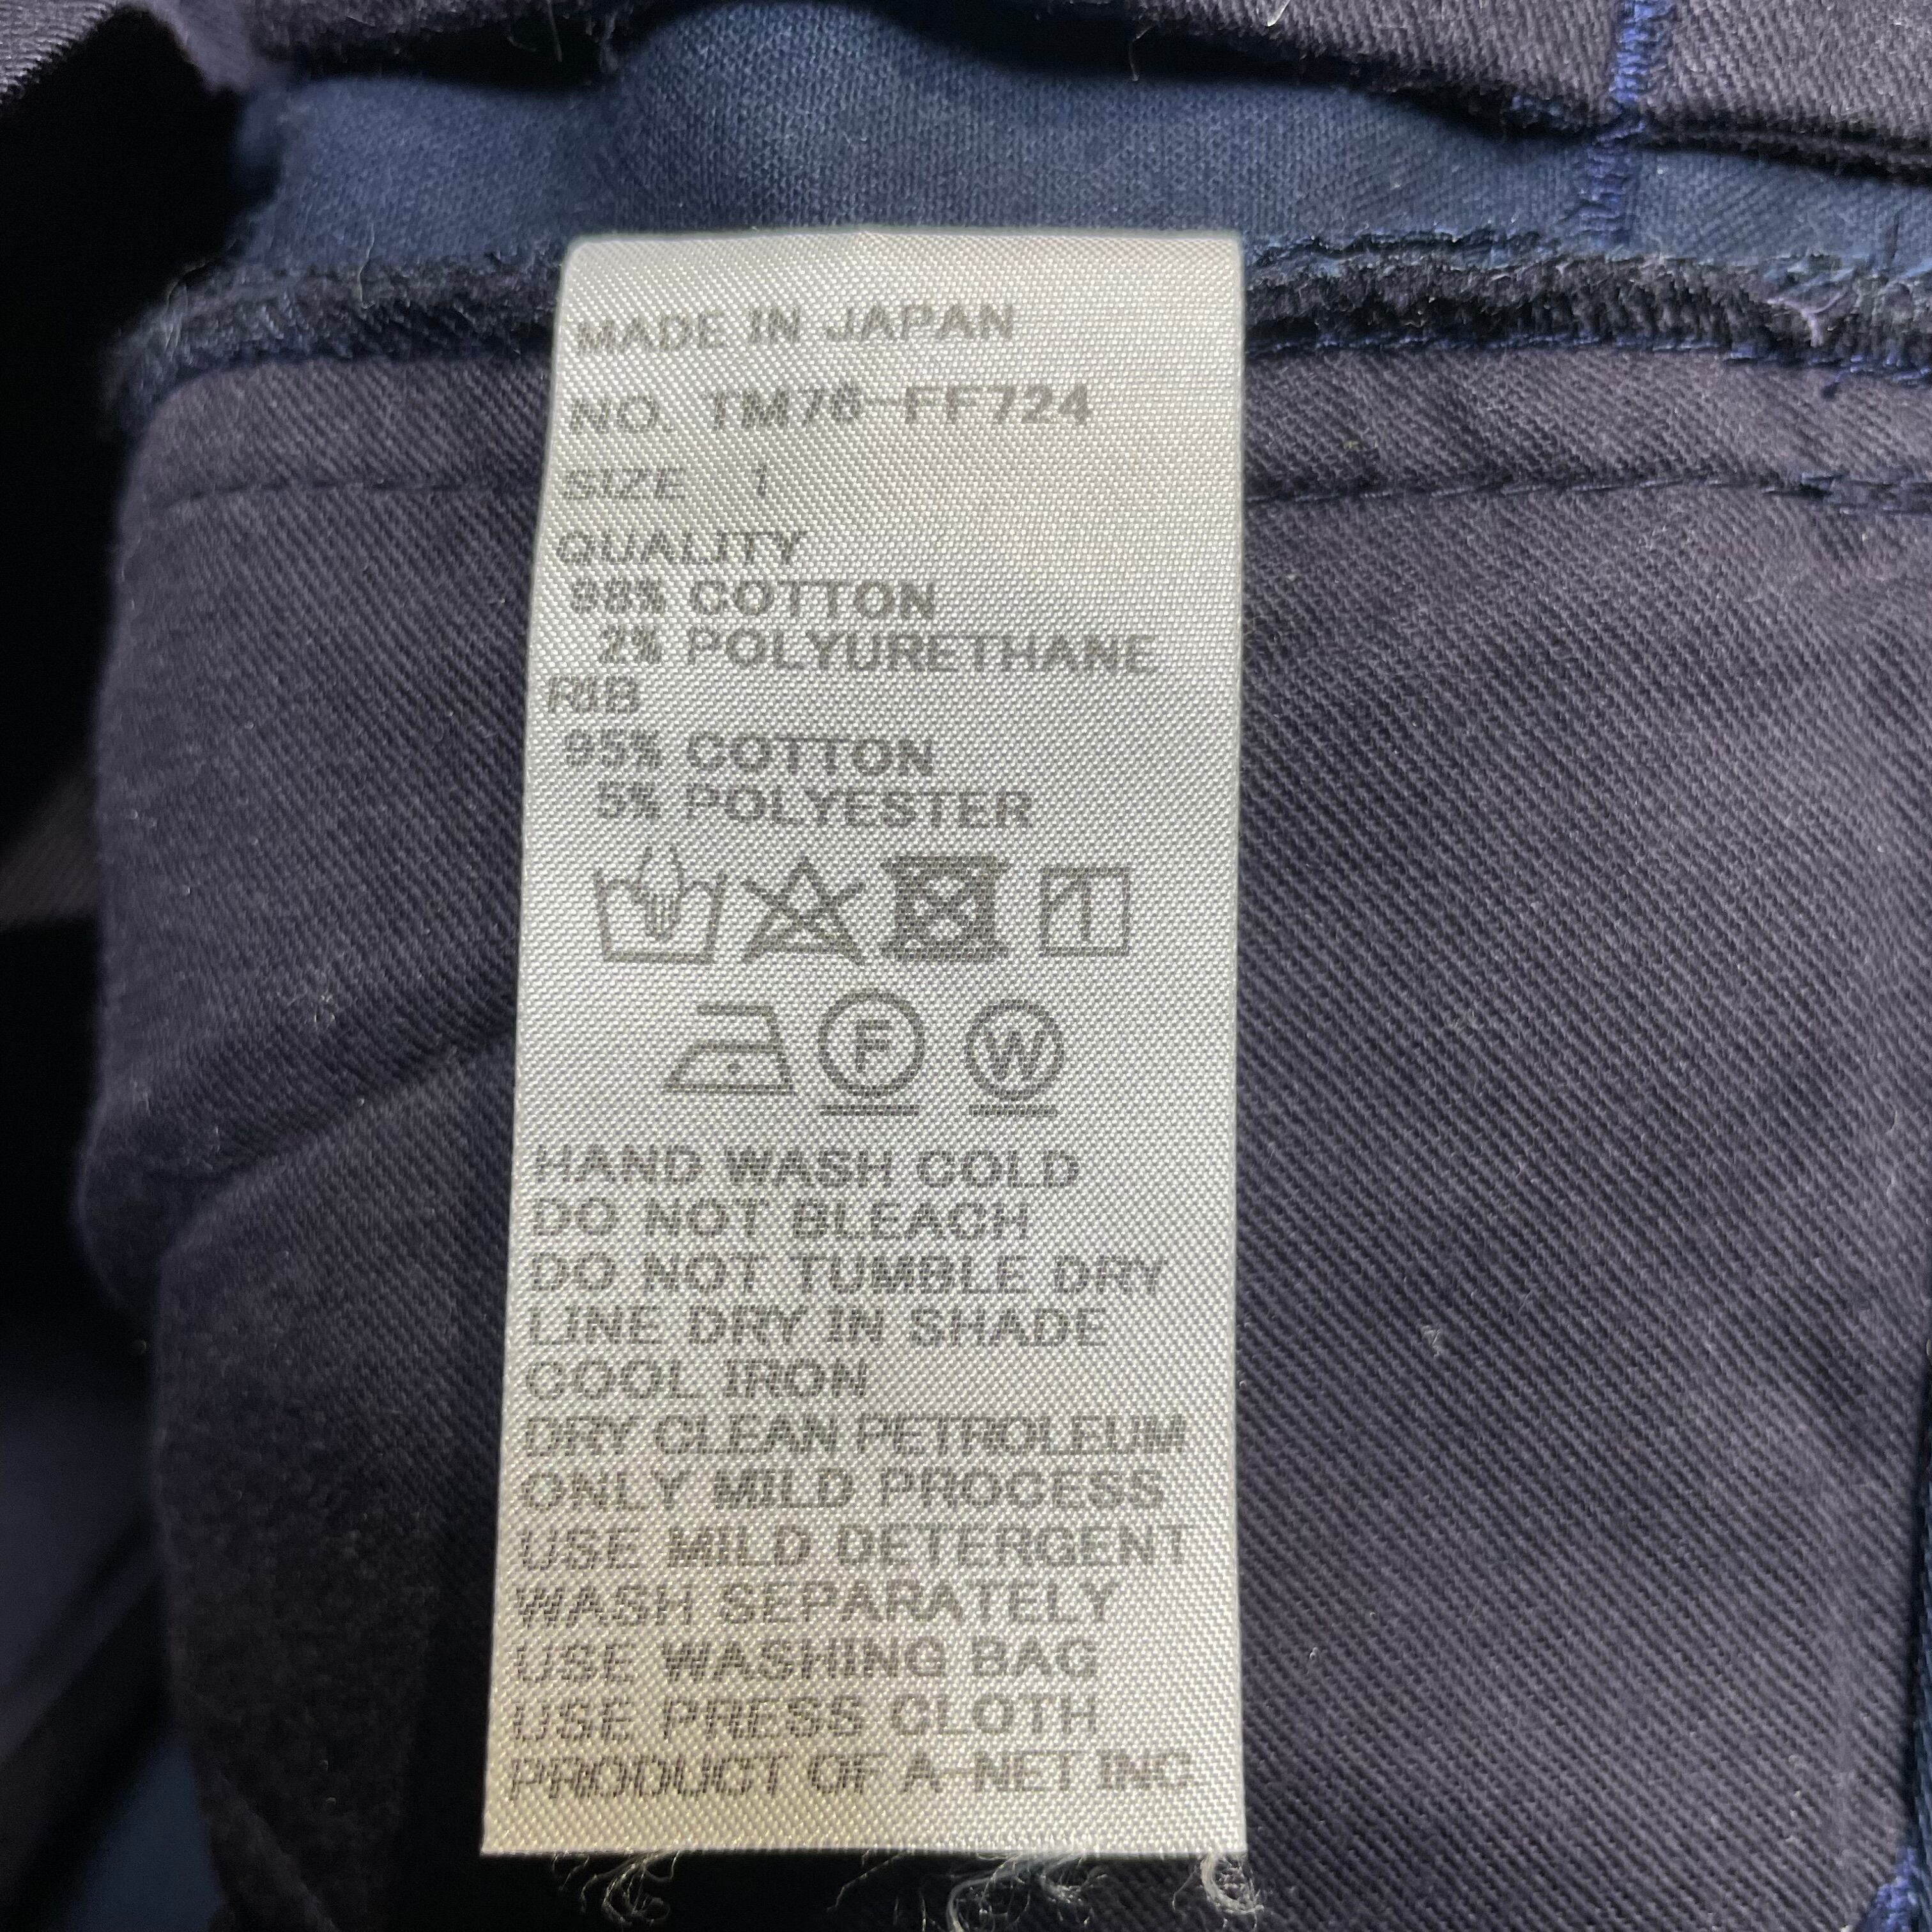 MADE IN JAPAN
NO. TM76-FF724
SIZE 1
QUALITY
98% COTTON
2% POLYURETHANE
RIB
95% COTTON
5% POLYESTER
F W
HAND WASH COLD
DO NOT BLEACH
DO NOT TUMBLE DRY
LINE DRY IN SHADE
COOL IRON
DRY CLEAN PETROLEUM
ONLY MILD PROCESS
USE MILD DETERGENT
WASH SEPARATELY
USE WASHING BAG
USE PRESS CLOTH
PRODUCT OF A-NET INC.